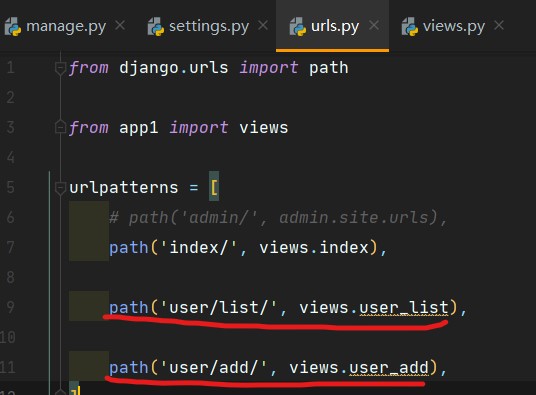 manage.py
settings.py
urls.py
views.py
1 from django.urls import path
2
3 from app1 import views
4
5 urlpatterns = [
6 # path('admin/', admin.site.urls),
7 path('index/', views.index),
8
9 path('user/list/', views.user_list),
10
11 path('user/add/', views.user_add),
12 ]